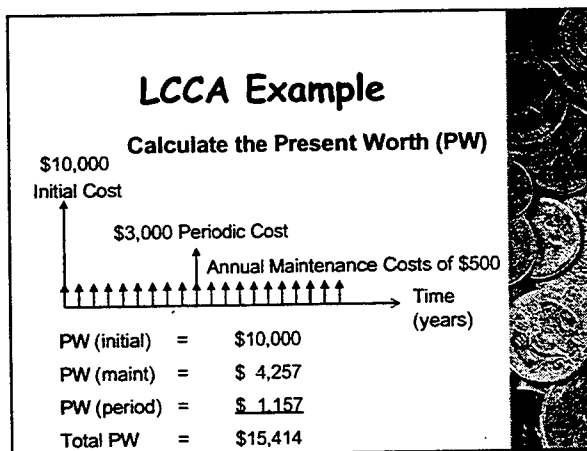 LCCA Example
Calculate the Present Worth (PW)
$10,000
Initial Cost
$3,000 Periodic Cost
Annual Maintenance Costs of $500
Time
(years)
PW (initial) = $10,000
PW (maint) = $ 4,257
PW (period) = $ 1,157
Total PW = $15,414